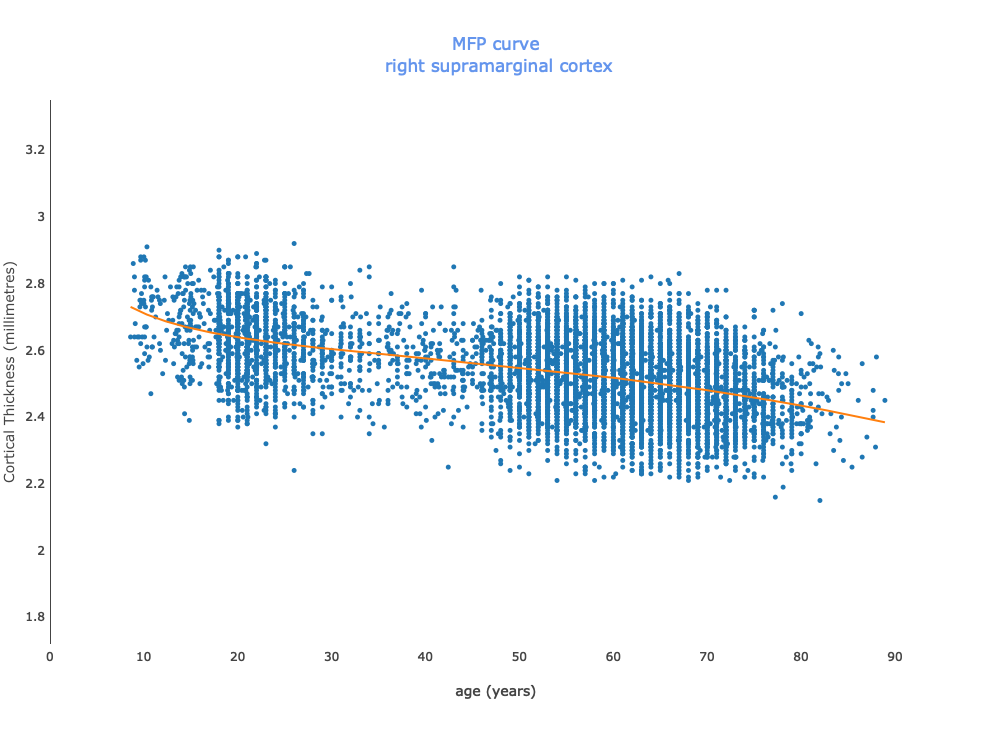 MFP curve
right supramarginal cortex
Cortical Thickness (millimetres)
3.2
3
2.8
2.6
2.4
2.2
2
1.8
0 10 20 30 40 50 60 70 80 90
age (years)